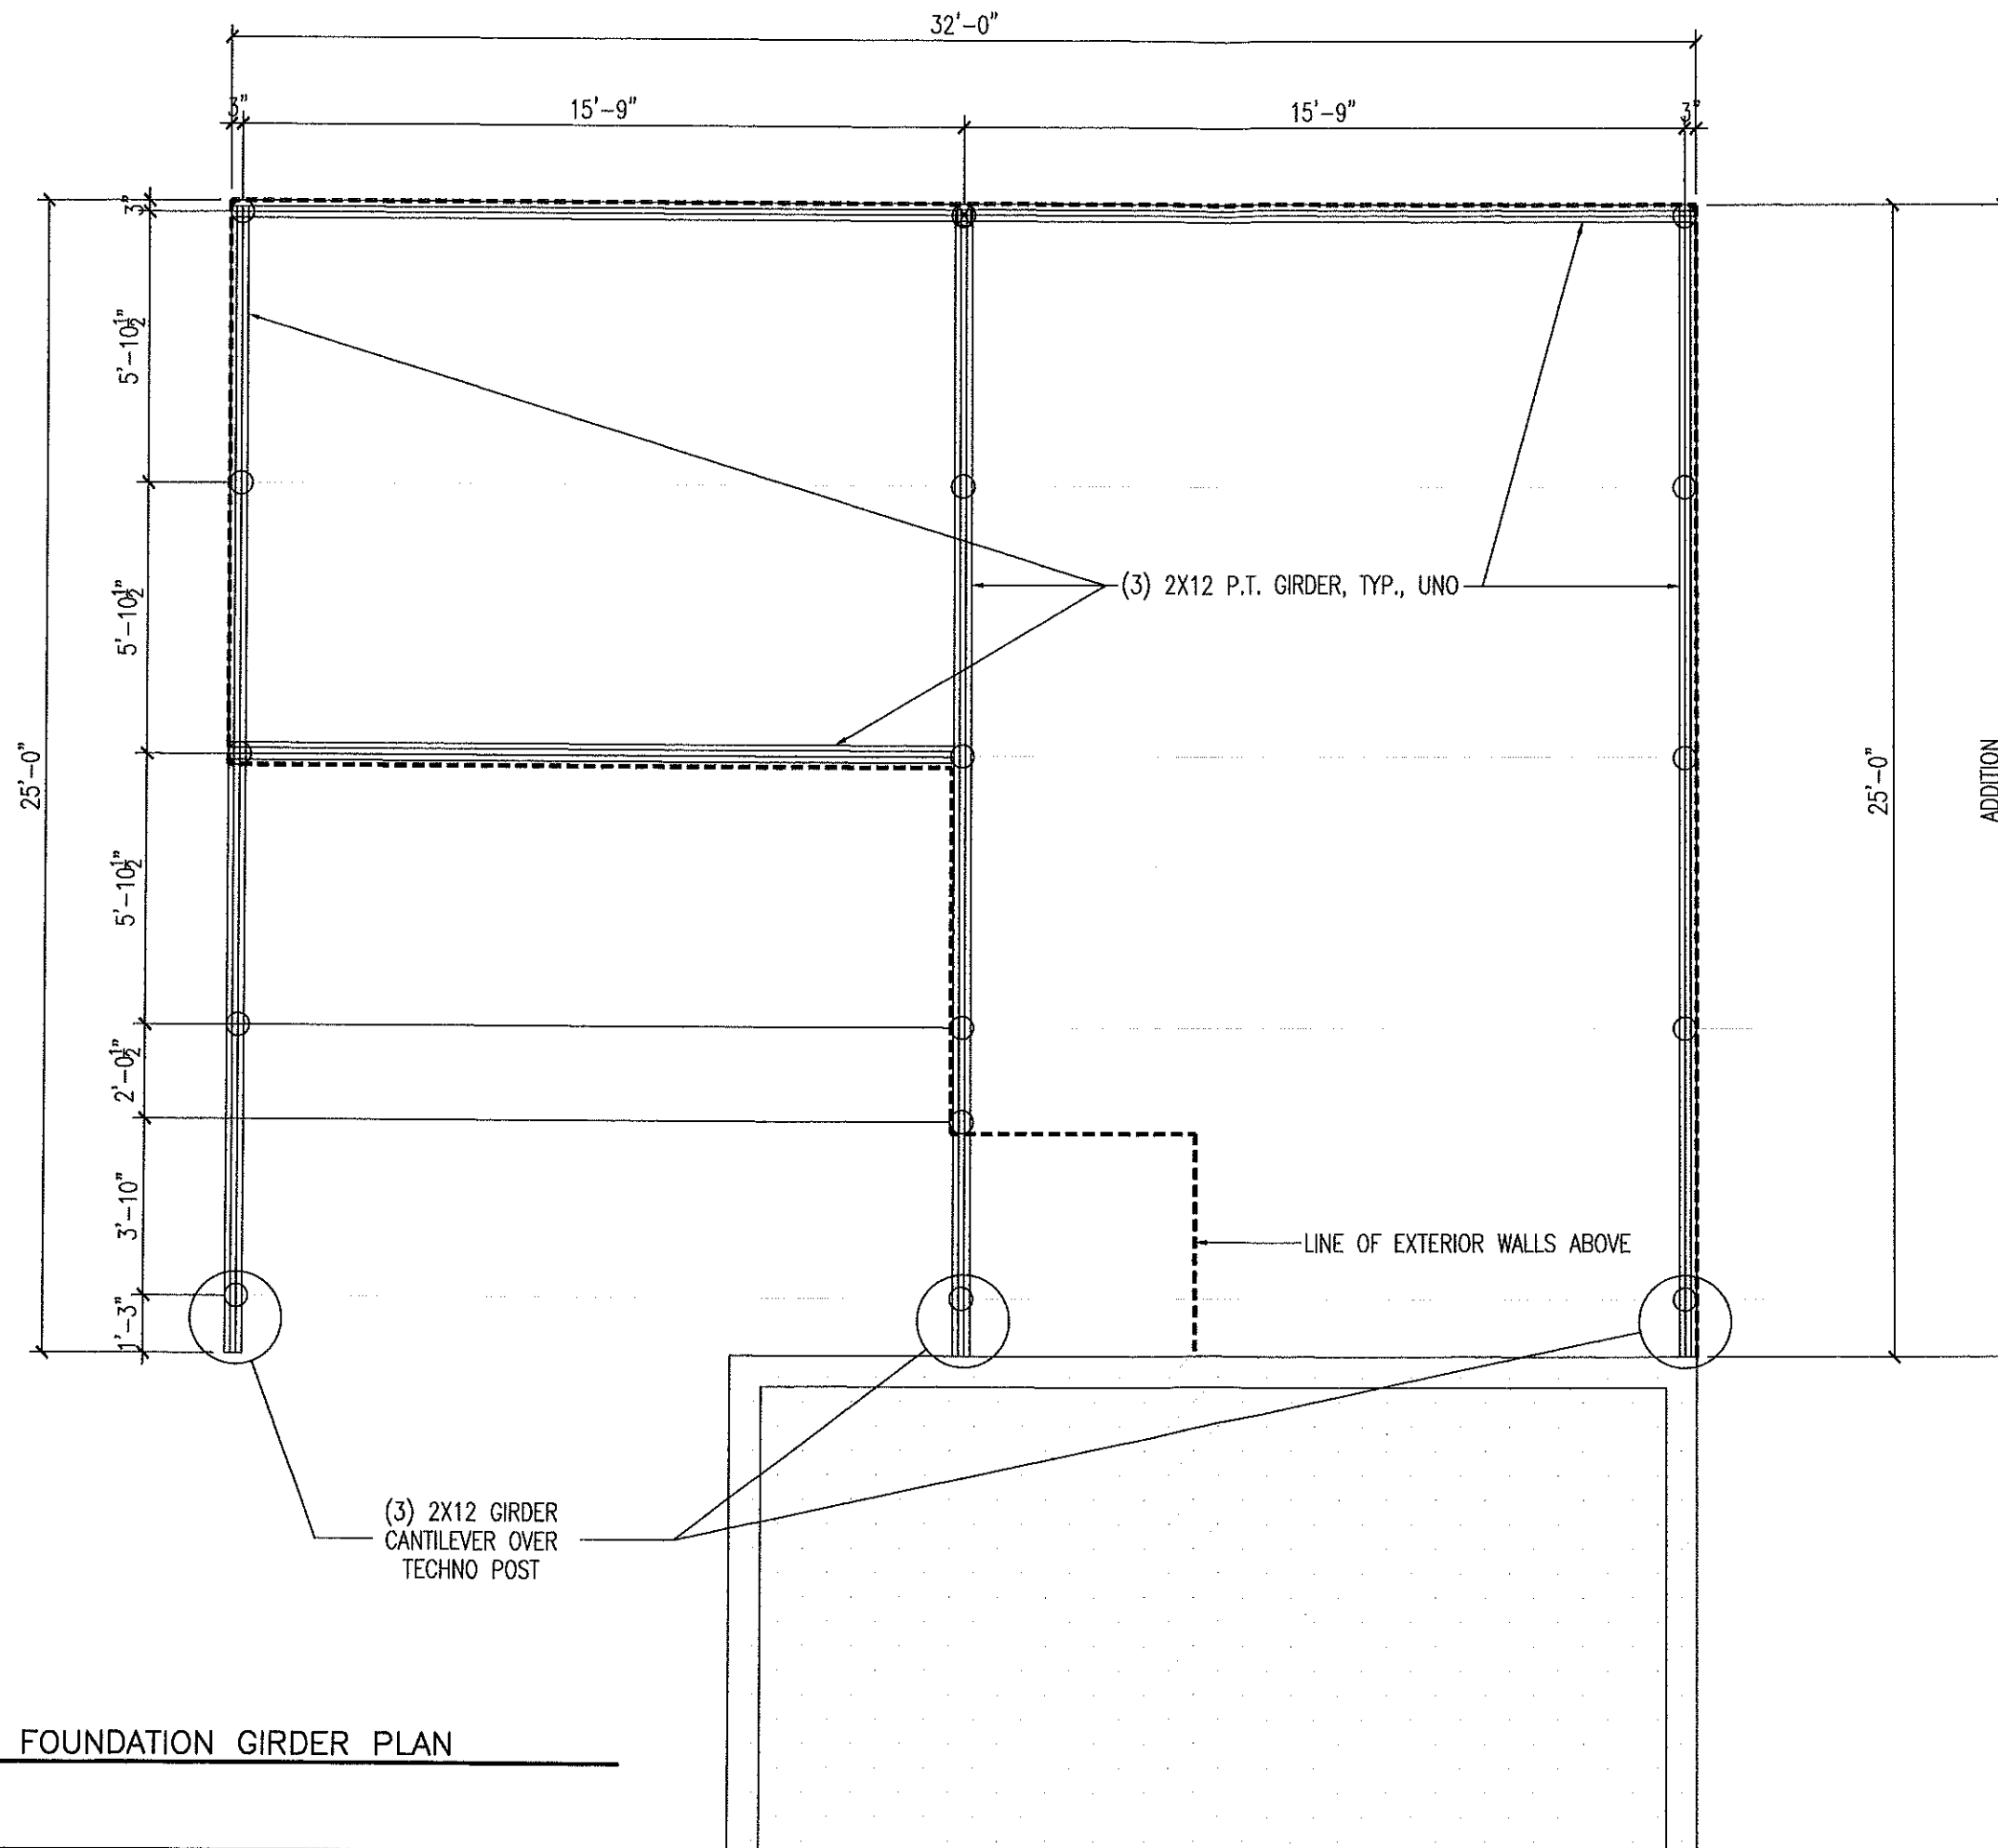 32'-0"
3"
15'-9"
15'-9"
3"
3"
5'-10½"
5'-10½"
25'-0"
5'-10½"
2'-0½"
3'-10"
1'-3"
(3) 2X12 P.T. GIRDER, TYP., UNO
25'-0"
ADDITION
LINE OF EXTERIOR WALLS ABOVE
(3) 2X12 GIRDER
CANTILEVER OVER
TECHNO POST
FOUNDATION GIRDER PLAN